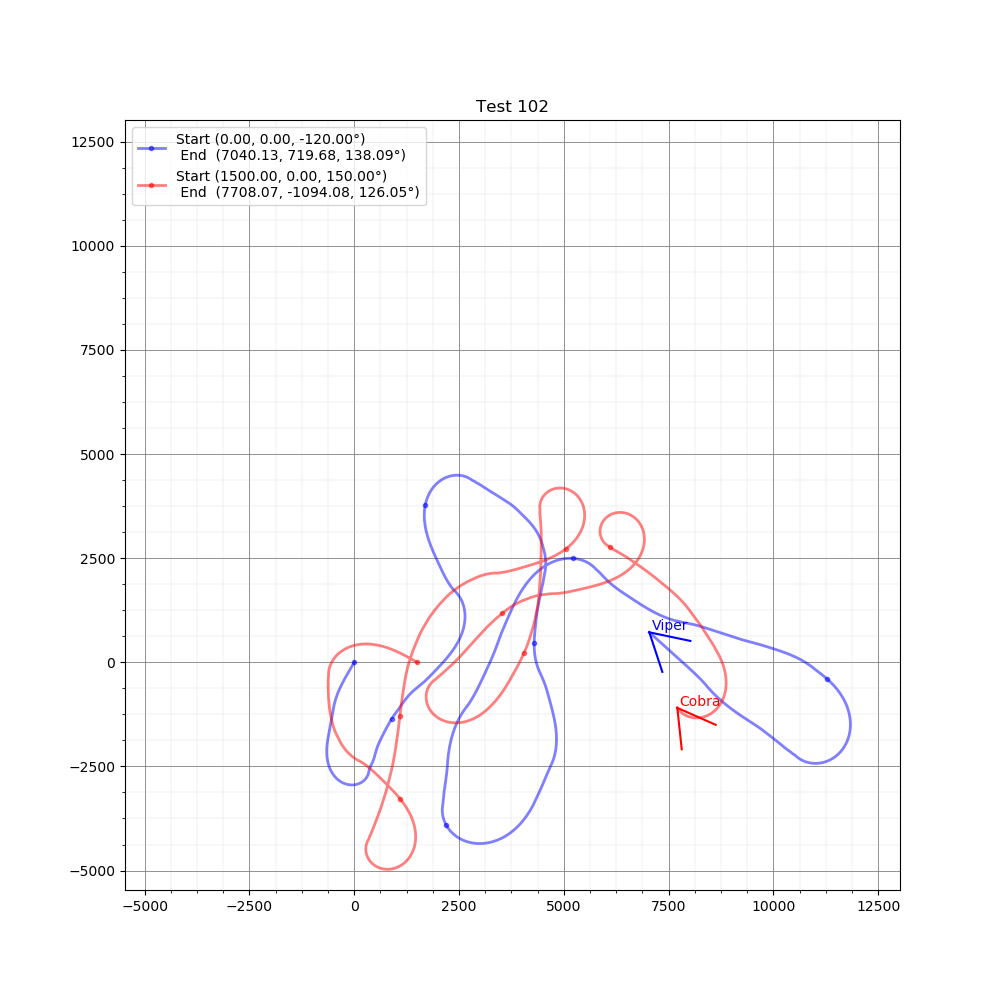 Test 102
Start (0.00, 0.00, -120.00°)
End (7040.13, 719.68, 138.09°)
Start (1500.00, 0.00, 150.00°)
End (7708.07, -1094.08, 126.05°)
12500
10000
7500
5000
2500
0
−2500
−5000
Viper
Cobra
−5000 −2500 0 2500 5000 7500 10000 12500